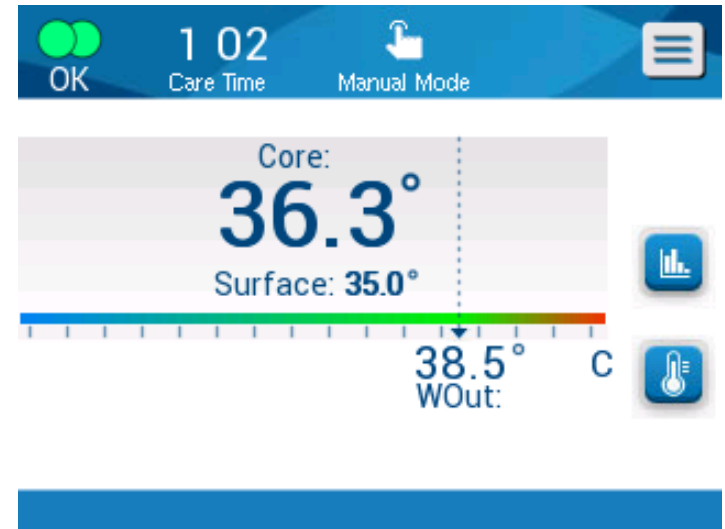 1 02
OK
Care Time
Manual Mode
Core:
36.3°
Surface: 35.0°
38.5° C
WOut: